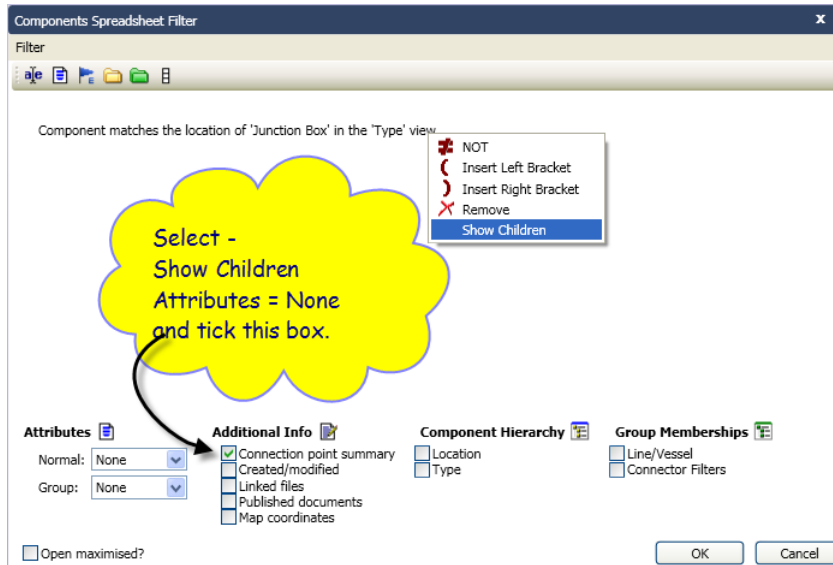 Components Spreadsheet Filter x
Filter
a|e E
Component matches the location of 'Junction Box' in the 'Type' view
NOT
Insert Left Bracket
Insert Right Bracket
Remove
Show Children
Select -
Show Children
Attributes = None
and tick this box.
Attributes
Normal: None
Group: None
Additional Info
Connection point summary
Created/modified
Linked files
Published documents
Map coordinates
Component Hierarchy
Location
Type
Group Memberships
Line/Vessel
Connector Filters
Open maximised?
OK Cancel